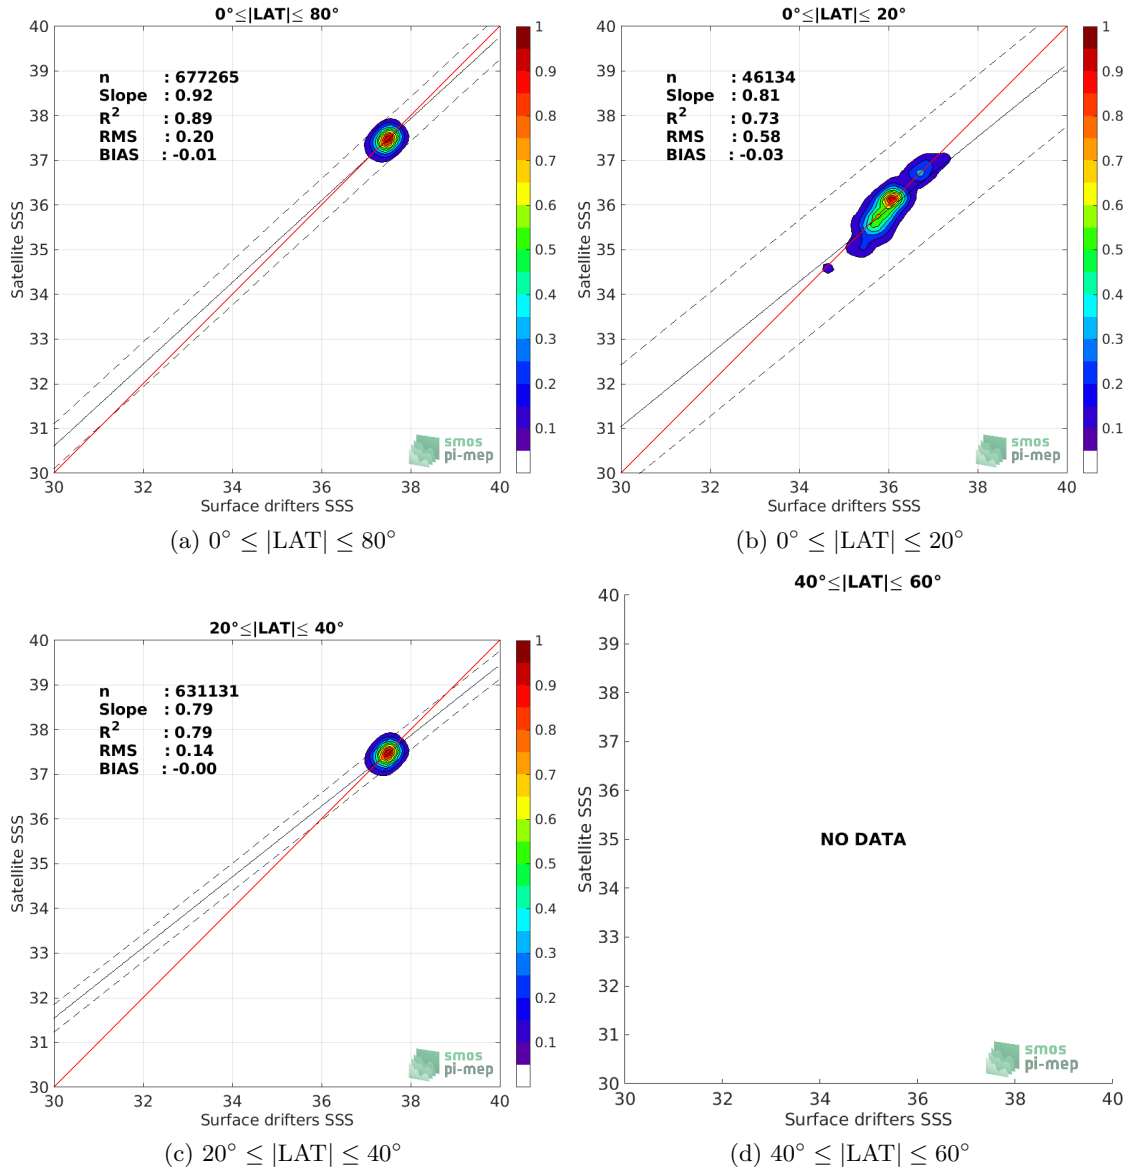 0°≤|LAT|≤ 80°
40
39
38
37
36
35
34
33
32
31
30
Satellite SSS
n : 677265
Slope : 0.92
R² : 0.89
RMS : 0.20
BIAS : -0.01
smos
pi-mep
30 32 34 36 38 40
Surface drifters SSS
1
0.9
0.8
0.7
0.6
0.5
0.4
0.3
0.2
0.1
(a) 0° ≤ |LAT| ≤ 80°
0°≤|LAT|≤ 20°
40
39
38
37
36
35
34
33
32
31
30
Satellite SSS
n : 46134
Slope : 0.81
R² : 0.73
RMS : 0.58
BIAS : -0.03
smos
pi-mep
30 32 34 36 38 40
Surface drifters SSS
1
0.9
0.8
0.7
0.6
0.5
0.4
0.3
0.2
0.1
(b) 0° ≤ |LAT| ≤ 20°
20°≤|LAT|≤ 40°
40
39
38
37
36
35
34
33
32
31
30
Satellite SSS
n : 631131
Slope : 0.79
R² : 0.79
RMS : 0.14
BIAS : -0.00
smos
pi-mep
30 32 34 36 38 40
Surface drifters SSS
1
0.9
0.8
0.7
0.6
0.5
0.4
0.3
0.2
0.1
(c) 20° ≤ |LAT| ≤ 40°
40°≤|LAT|≤ 60°
40
39
38
37
36
35
34
33
32
31
30
Satellite SSS
NO DATA
smos
pi-mep
30 32 34 36 38 40
Surface drifters SSS
(d) 40° ≤ |LAT| ≤ 60°